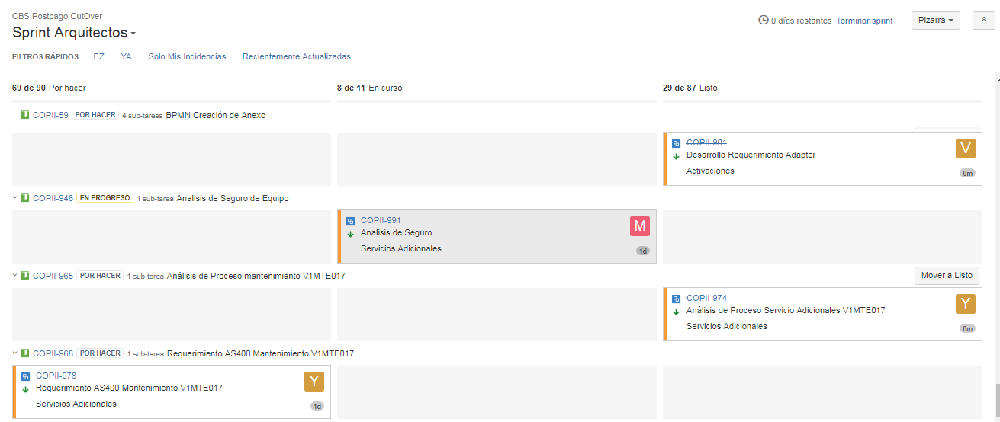 CBS Postpago CutOver
Sprint Arquitectos
0 días restantes Terminar sprint Pizarra
FILTROS RÁPIDOS: EZ YA Sólo Mis Incidencias Recientemente Actualizadas
69 de 90 Por hacer 8 de 11 En curso 29 de 87 Listo
COPII-59 POR HACER 4 sub-tareas BPMN Creación de Anexo
COPII-901 V
Desarrollo Requerimiento Adapter
Activaciones 0m
COPII-946 EN PROGRESO 1 sub-tarea Analisis de Seguro de Equipo
COPII-991 M
Analisis de Seguro
Servicios Adicionales 1d
COPII-965 POR HACER 1 sub-tarea Análisis de Proceso mantenimiento V1MTE017 Mover a Listo
COPII-974 Y
Análisis de Proceso Servicio Adicionales V1MTE017
Servicios Adicionales 0m
COPII-968 POR HACER 1 sub-tarea Requerimiento AS400 Mantenimiento V1MTE017
COPII-978 Y
Requerimiento AS400 Mantenimiento V1MTE017
Servicios Adicionales 1d